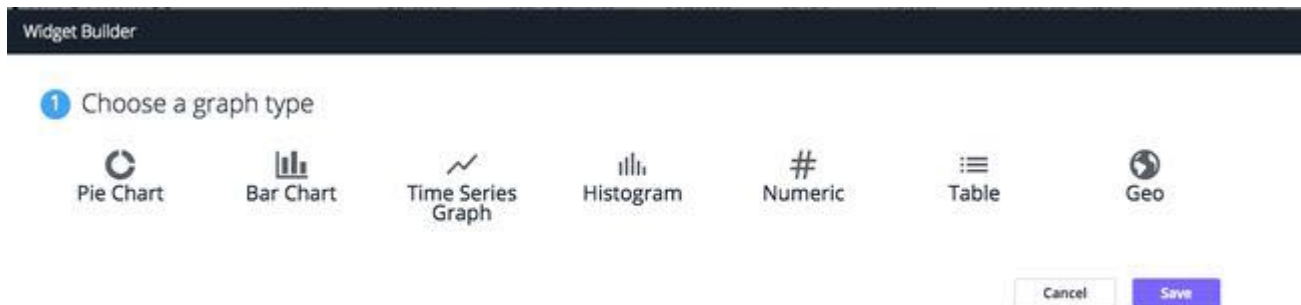 Widget Builder
1 Choose a graph type
Pie Chart
Bar Chart
Time Series
Graph
Histogram
# Numeric
Table
Geo
Cancel
Save